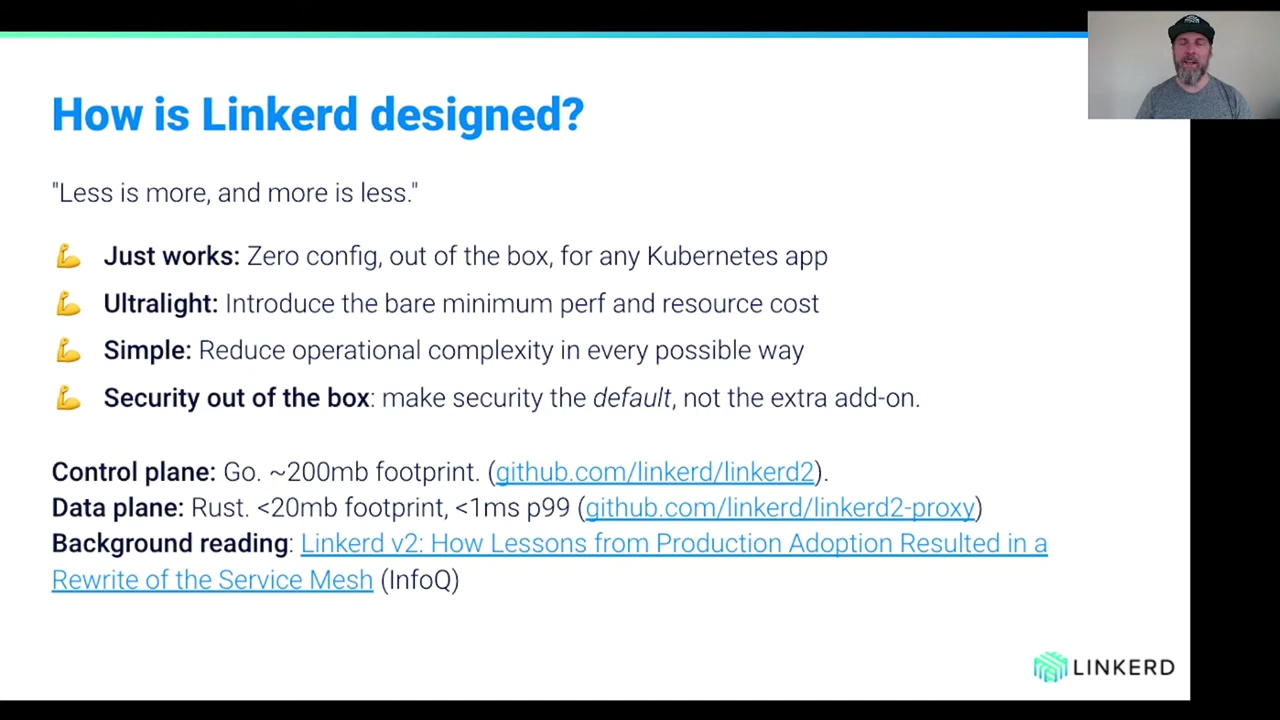 How is Linkerd designed?
"Less is more, and more is less."
💪 Just works: Zero config, out of the box, for any Kubernetes app
💪 Ultralight: Introduce the bare minimum perf and resource cost
💪 Simple: Reduce operational complexity in every possible way
💪 Security out of the box: make security the default, not the extra add-on.
Control plane: Go. ~200mb footprint. (github.com/linkerd/linkerd2).
Data plane: Rust. <20mb footprint, <1ms p99 (github.com/linkerd/linkerd2-proxy)
Background reading: Linkerd v2: How Lessons from Production Adoption Resulted in a
Rewrite of the Service Mesh (InfoQ)
LINKERD